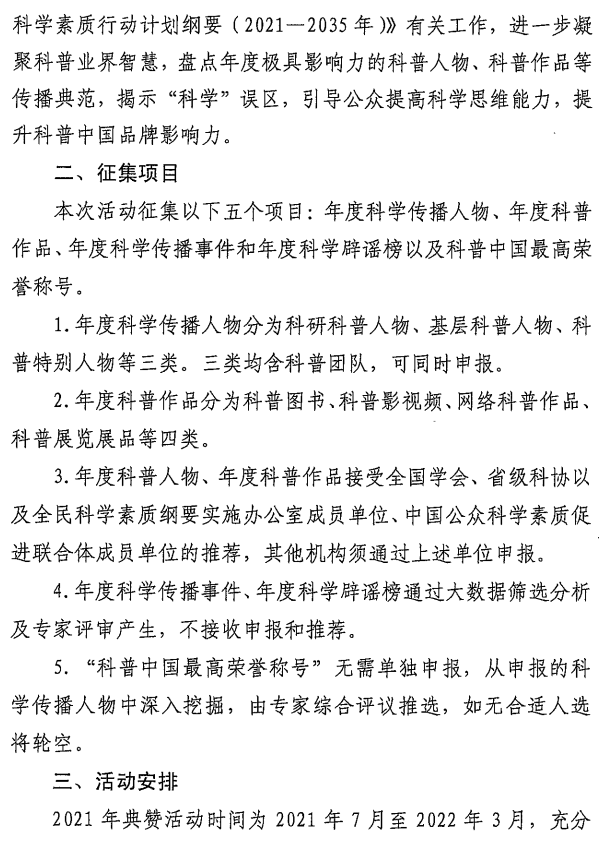 科学素质行动计划纲要（2021—2035年）》有关工作，进一步凝
聚科普业界智慧，盘点年度极具影响力的科普人物、科普作品等
传播典范，揭示“科学”误区，引导公众提高科学思维能力，提
升科普中国品牌影响力。
二、征集项目
本次活动征集以下五个项目：年度科学传播人物、年度科普
作品、年度科学传播事件和年度科学辟谣榜以及科普中国最高荣
誉称号。
1.年度科学传播人物分为科研科普人物、基层科普人物、科
普特别人物等三类。三类均含科普团队，可同时申报。
2.年度科普作品分为科普图书、科普影视频、网络科普作品、
科普展览展品等四类。
3.年度科普人物、年度科普作品接受全国学会、省级科协以
及全民科学素质纲要实施办公室成员单位、中国公众科学素质促
进联合体成员单位的推荐，其他机构须通过上述单位申报。
4.年度科学传播事件、年度科学辟谣榜通过大数据筛选分析
及专家评审产生，不接收申报和推荐。
5.“科普中国最高荣誉称号”无需单独申报，从申报的科
学传播人物中深入挖掘，由专家综合评议推选，如无合适人选
将轮空。
三、活动安排
2021年典赞活动时间为2021年7月至2022年3月，充分